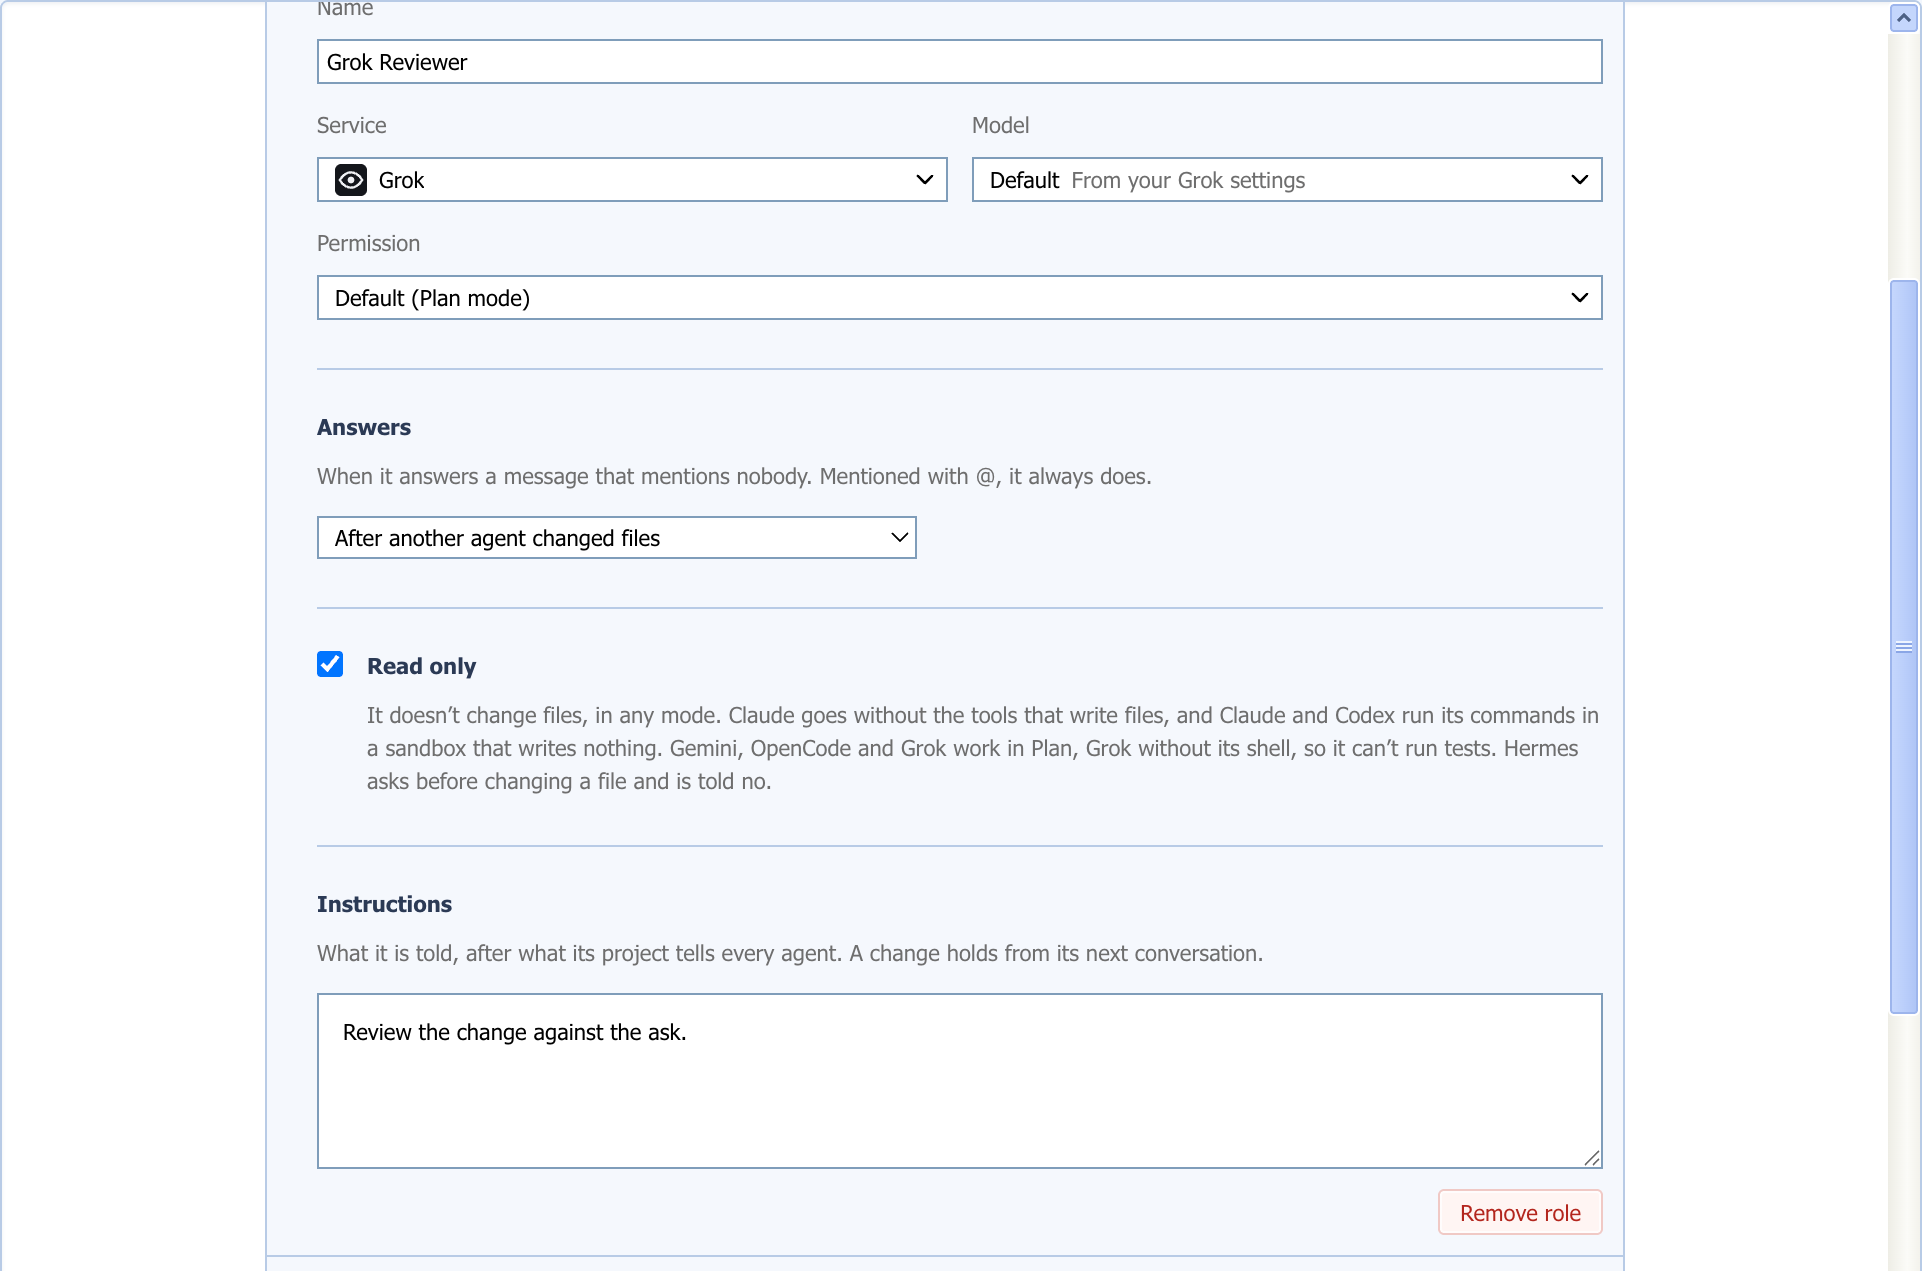 Name
Grok Reviewer
Service
Model
Grok
Default From your Grok settings
Permission
Default (Plan mode)
Answers
When it answers a message that mentions nobody. Mentioned with @, it always does.
After another agent changed files
Read only
It doesn’t change files, in any mode. Claude goes without the tools that write files, and Claude and Codex run its commands in
a sandbox that writes nothing. Gemini, OpenCode and Grok work in Plan, Grok without its shell, so it can’t run tests. Hermes
asks before changing a file and is told no.
Instructions
What it is told, after what its project tells every agent. A change holds from its next conversation.
Review the change against the ask.
Remove role